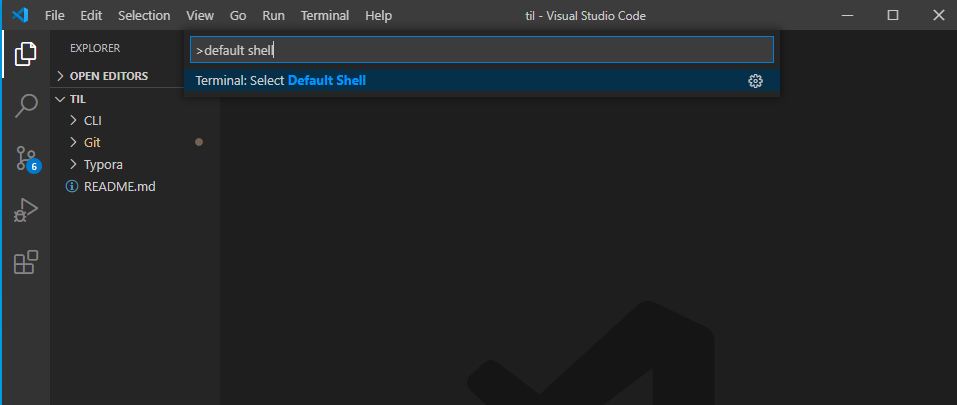 File Edit Selection View Go Run Terminal Help til - Visual Studio Code
EXPLORER
>default shell
Terminal: Select Default Shell
OPEN EDITORS
TIL
CLI
Git
Typora
README.md
6